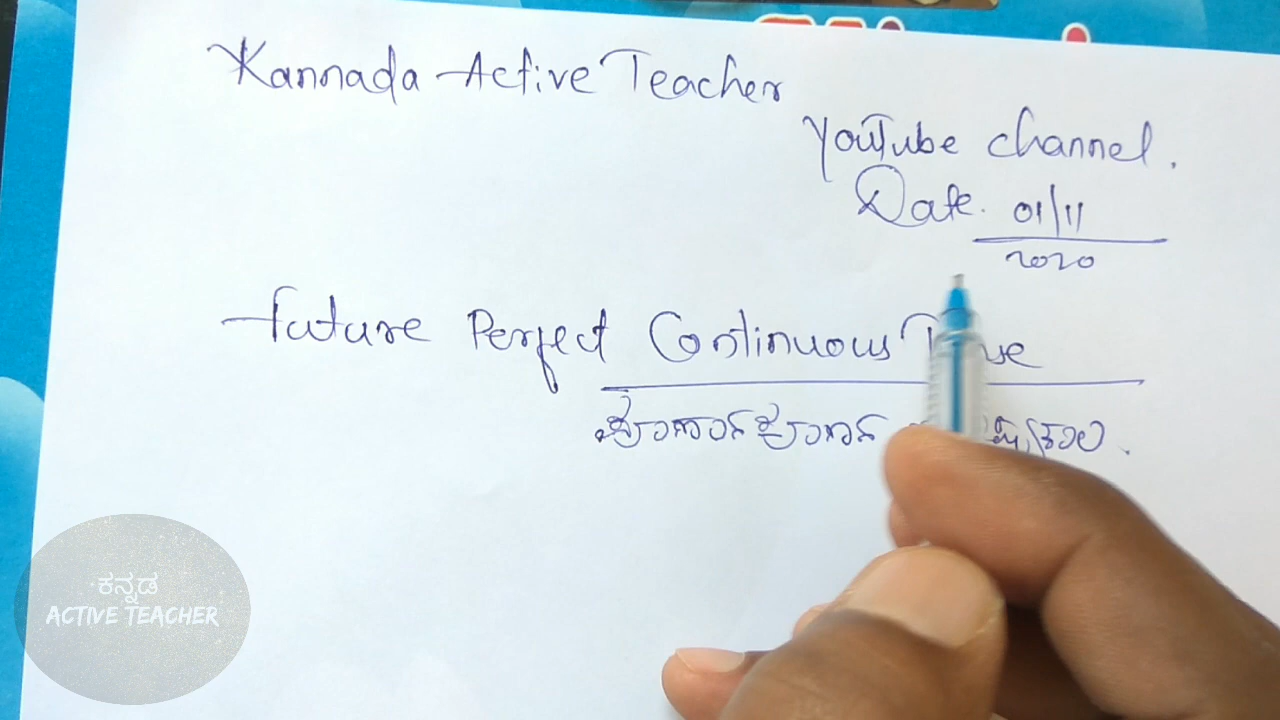 Kannada Active Teacher
YouTube channel.
Date. 01/11
2020
Future Perfect Continuous
ಕನ್ನಡ
ACTIVE TEACHER